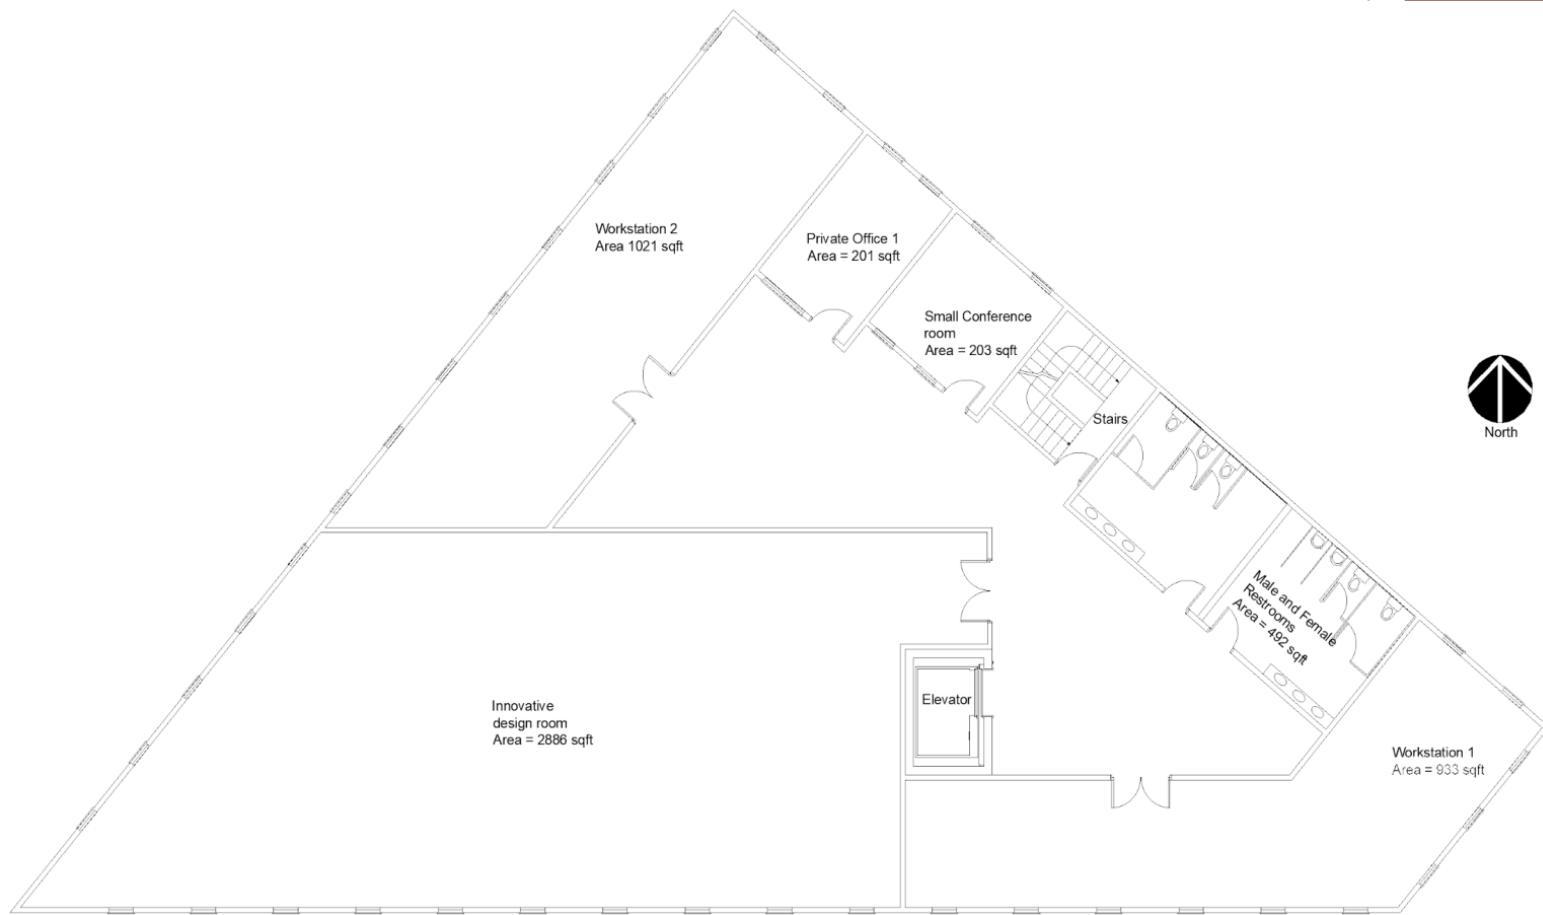 Workstation 2
Area 1021 sqft
Private Office 1
Area = 201 sqft
Small Conference
room
Area = 203 sqft
Stairs
North
Male and Female
Restrooms
Area = 492 sqft
Elevator
Innovative
design room
Area = 2886 sqft
Workstation 1
Area = 933 sqft